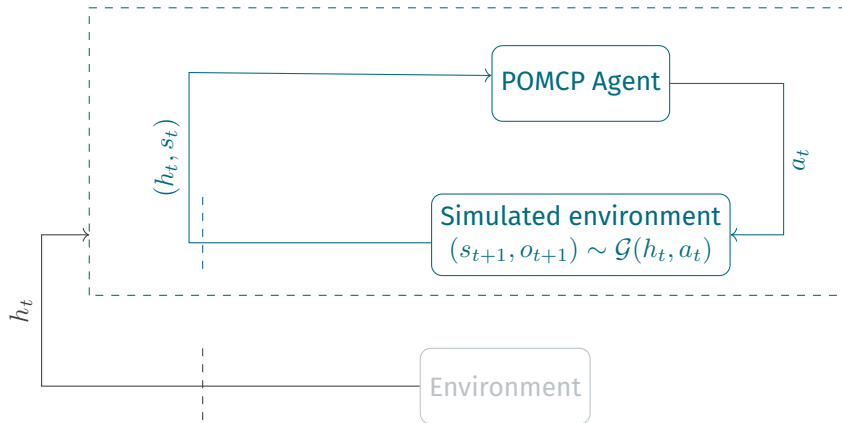 POMCP Agent
(h_t, s_t)
a_t
Simulated environment
(s_{t+1}, o_{t+1}) ∼ 𝒢(h_t, a_t)
h_t
Environment